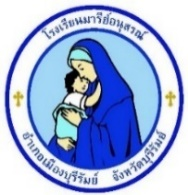 โรงเรียนมารีย์อนุสรณ์
อำเภอเมืองบุรีรัมย์ จังหวัดบุรีรัมย์